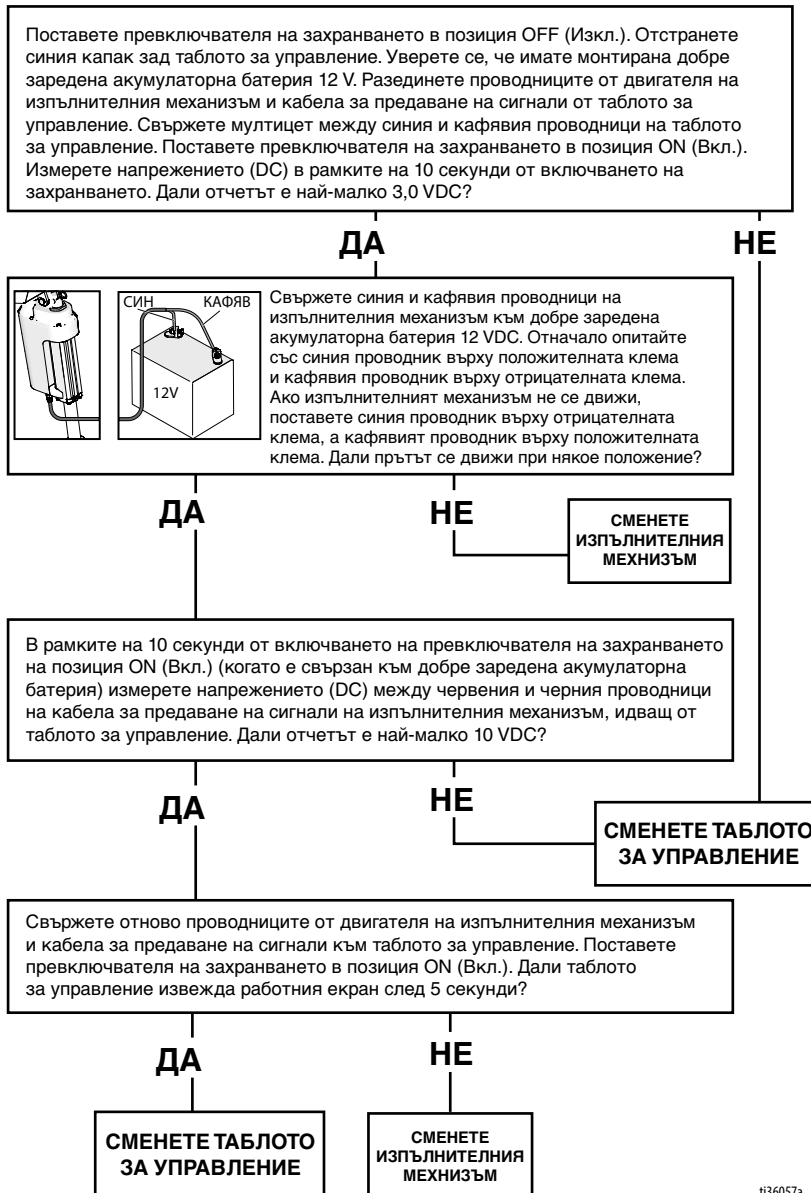 Поставете превключвателя на захранването в позиция OFF (Изкл.). Отстранете
синия капак зад таблото за управление. Уверете се, че имате монтирана добре
заредена акумулаторна батерия 12 V. Разединете проводниците от двигателя на
изпълнителния механизъм и кабела за предаване на сигнали от таблото за
управление. Свържете мултицет между синия и кафявия проводници на таблото
за управление. Поставете превключвателя на захранването в позиция ON (Вкл.).
Измерете напрежението (DC) в рамките на 10 секунди от включването на
захранването. Дали отчетът е най-малко 3,0 VDC?
ДА
НЕ
СИН
КАФЯВ
12V
Свържете синия и кафявия проводници на
изпълнителния механизъм към добре заредена
акумулаторна батерия 12 VDC. Отначало опитайте
със синия проводник върху положителната клема
и кафявия проводник върху отрицателната клема.
Ако изпълнителният механизъм не се движи,
поставете синия проводник върху отрицателната
клема, а кафявият проводник върху положителната
клема. Дали прътът се движи при някое положение?
ДА
НЕ
СМЕНЕТЕ
ИЗПЪЛНИТЕЛНИЯ
МЕХНИЗЪМ
В рамките на 10 секунди от включването на превключвателя на захранването
на позиция ON (Вкл.) (когато е свързан към добре заредена акумулаторна
батерия) измерете напрежението (DC) между червения и черния проводници
на кабела за предаване на сигнали на изпълнителния механизъм, идващ от
таблото за управление. Дали отчетът е най-малко 10 VDC?
ДА
НЕ
СМЕНЕТЕ ТАБЛОТО
ЗА УПРАВЛЕНИЕ
Свържете отново проводниците от двигателя на изпълнителния механизъм
и кабела за предаване на сигнали към таблото за управление. Поставете
превключвателя на захранването в позиция ON (Вкл.). Дали таблото
за управление извежда работния екран след 5 секунди?
ДА
НЕ
СМЕНЕТЕ ТАБЛОТО
ЗА УПРАВЛЕНИЕ
СМЕНЕТЕ
ИЗПЪЛНИТЕЛНИЯ
МЕХНИЗЪМ
ti36057a